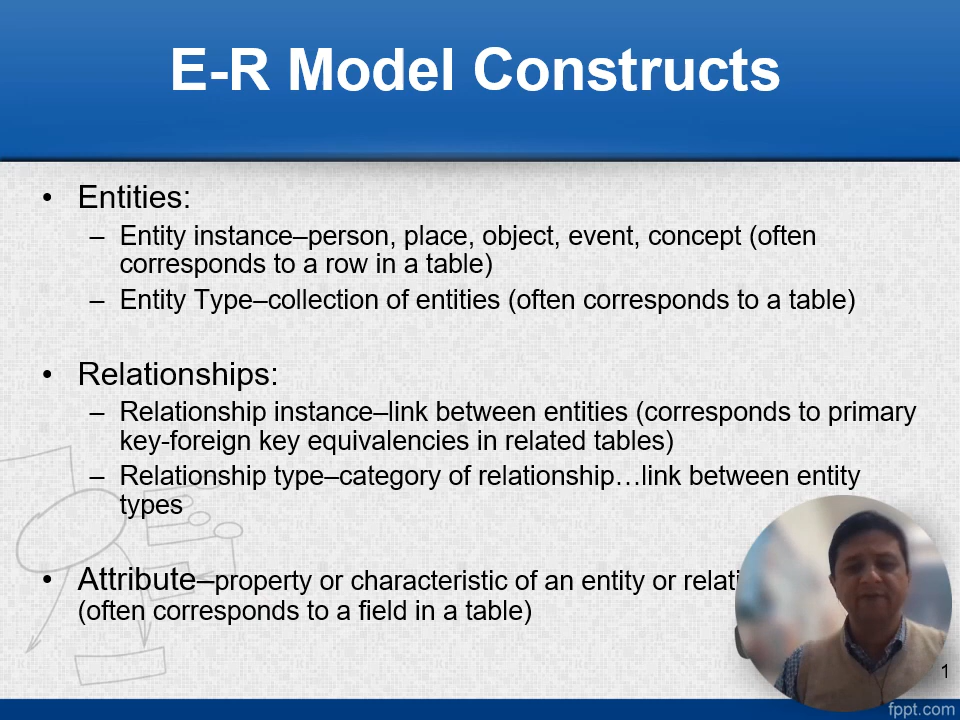 E-R Model Constructs
• Entities:
– Entity instance–person, place, object, event, concept (often
corresponds to a row in a table)
– Entity Type–collection of entities (often corresponds to a table)
• Relationships:
– Relationship instance–link between entities (corresponds to primary
key-foreign key equivalencies in related tables)
– Relationship type–category of relationship…link between entity
types
• Attribute–property or characteristic of an entity or
(often corresponds to a field in a table)
1
fppt.com